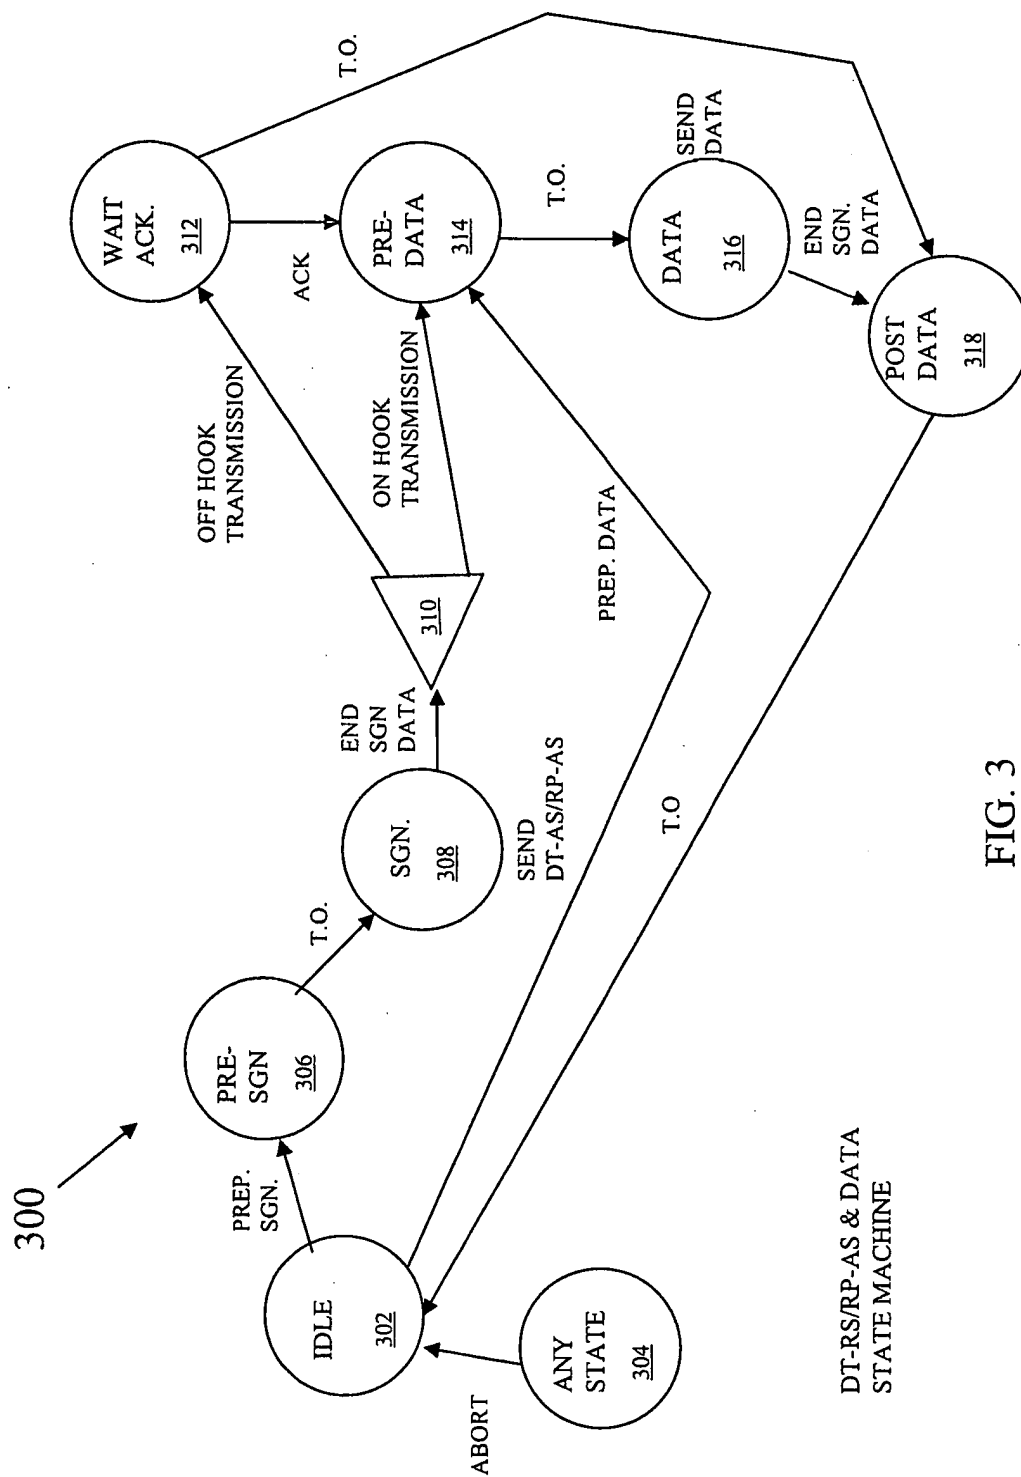 300
IDLE
302
ANY
STATE
304
ABORT
PREP.
SGN.
PRE-
SGN
306
T.O.
SGN.
308
SEND
DT-AS/RP-AS
END
SGN
DATA
310
OFF HOOK
TRANSMISSION
ON HOOK
TRANSMISSION
WAIT
ACK.
312
ACK
T.O.
PRE-
DATA
314
T.O.
PREP. DATA
DATA
316
SEND
DATA
END
SGN.
DATA
POST
DATA
318
T.O
DT-RS/RP-AS & DATA
STATE MACHINE
FIG. 3